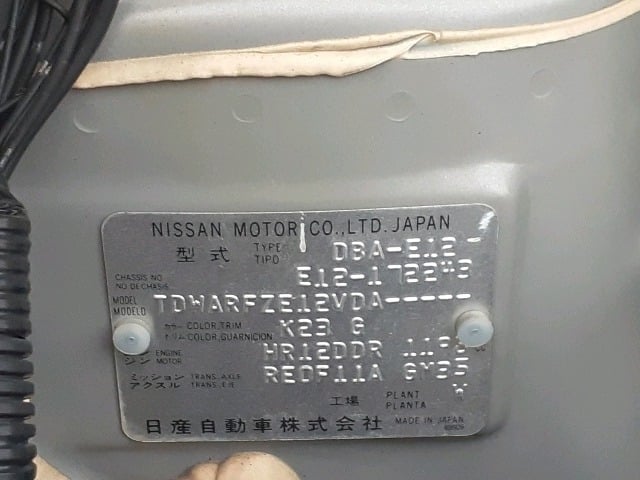 NISSAN MOTOR CO.,LTD. JAPAN
型式 TYPE TIPO DBA-E12-
CHASSIS NO. NO DE CHASIS E12-172243
MODEL MODELO TDWARFZE12VDA-----
カラー COLOR,TRIM トリム COLOR,GUARNICION K23 G
エンジン ENGINE MOTOR HR12DDR
ミッション TRANS. AXLE アクスル TRANS. EJE RE0F11A GM35
工場 PLANT PLANTA W
日産自動車株式会社 MADE IN JAPAN